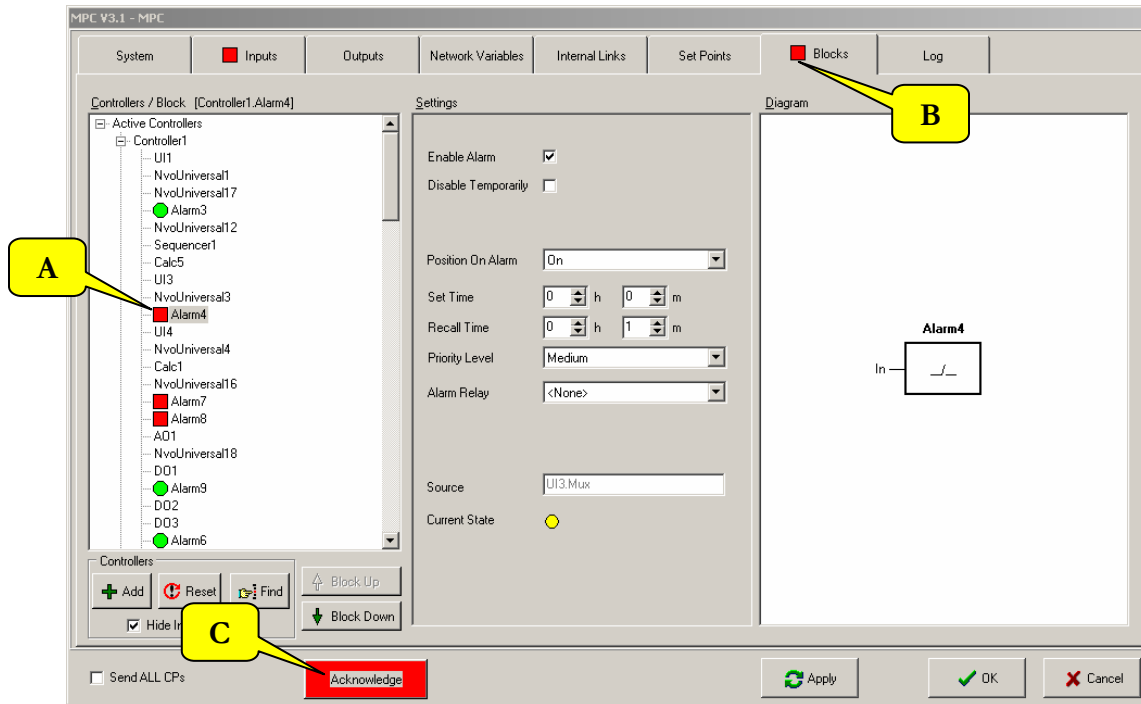 MPC V3.1 - MPC
System
Inputs
Outputs
Network Variables
Internal Links
Set Points
Blocks
Log
B
Controllers / Block [Controller1.Alarm4]
Active Controllers
Controller1
UI1
NvoUniversal1
NvoUniversal17
Alarm3
NvoUniversal12
Sequencer1
Calc5
UI3
NvoUniversal3
Alarm4
UI4
NvoUniversal4
Calc1
NvoUniversal16
Alarm7
Alarm8
AO1
NvoUniversal18
DO1
Alarm9
DO2
DO3
Alarm6
A
Controllers
Add
Reset
Find
Hide
Block Up
Block Down
C
Settings
Enable Alarm
Disable Temporarily
Position On Alarm On
Set Time 0 h 0 m
Recall Time 0 h 1 m
Priority Level Medium
Alarm Relay <None>
Source UI3.Mux
Current State
Diagram
Alarm4
In
Send ALL CPs
Acknowledge
Apply
OK
Cancel